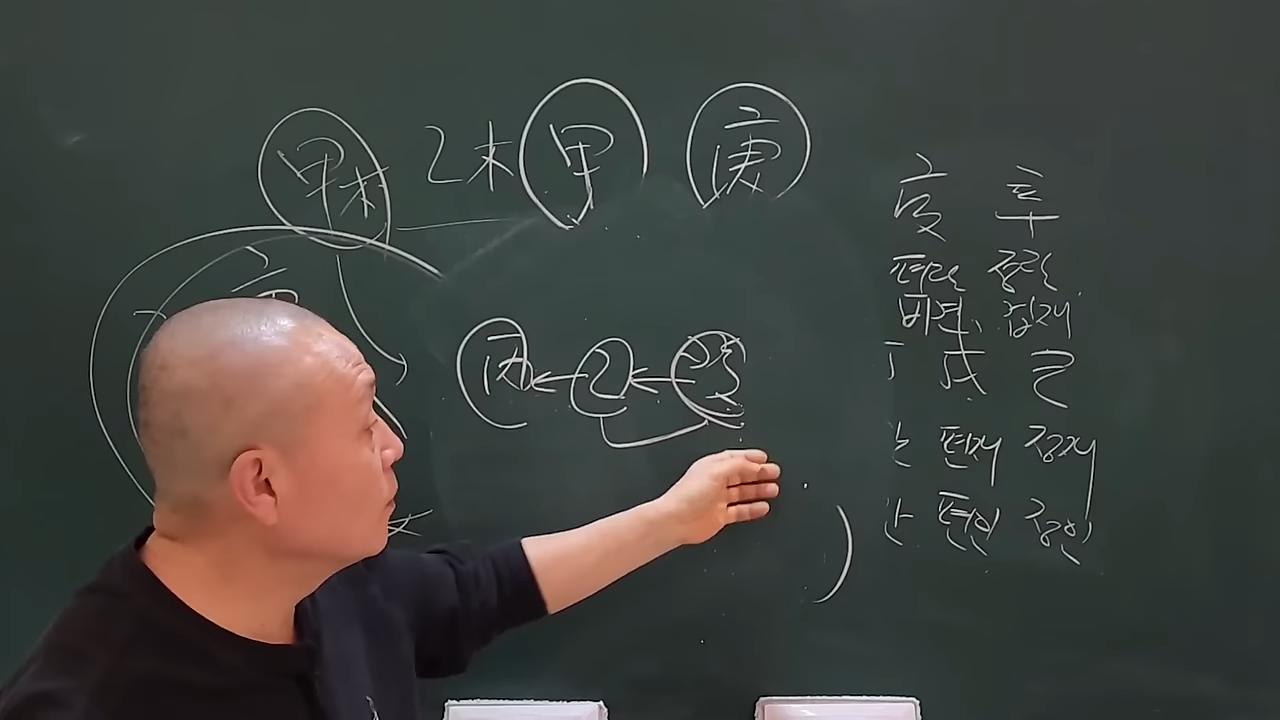 甲木 乙木 甲 庚
庚 辛
丙 乙 癸
편관 정관
비견 겁재
戊 己
편재 정재
편인 정인